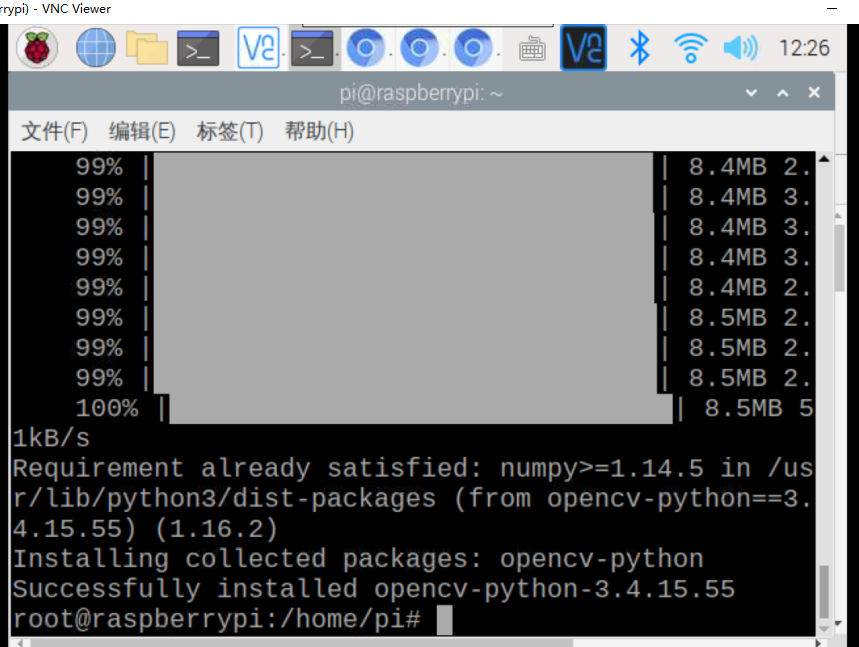 rrypi) - VNC Viewer
12:26
pi@raspberrypi: ~
文件(F) 编辑(E) 标签(T) 帮助(H)
99% | | 8.4MB 2.
99% | | 8.4MB 3.
99% | | 8.4MB 3.
99% | | 8.4MB 3.
99% | | 8.4MB 2.
99% | | 8.5MB 2.
99% | | 8.5MB 2.
99% | | 8.5MB 2.
100% | | 8.5MB 5
1kB/s
Requirement already satisfied: numpy>=1.14.5 in /us
r/lib/python3/dist-packages (from opencv-python==3.
4.15.55) (1.16.2)
Installing collected packages: opencv-python
Successfully installed opencv-python-3.4.15.55
root@raspberrypi:/home/pi#